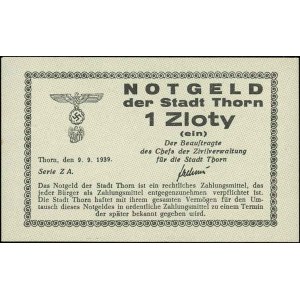 NOTGELD
der Stadt Thorn
1 Zloty
(ein)
Der Beauftragte
des Chefs der Zivilverwaltung
für die Stadt Thorn
Thorn, den 9. 9. 1939.
Serie Z A.
Das Notgeld der Stadt Thorn ist ein rechtliches Zahlungsmittel, das
jeder Bürger als Zahlungsmittel entgegenzunehmen verpflichtet ist.
Die Stadt Thorn haftet mit ihrem gesamten Vermögen für den Um-
tausch dieses Notgeldes in ordentliche Zahlungsmittel zu einem Termin
der später bekannt gegeben wird.